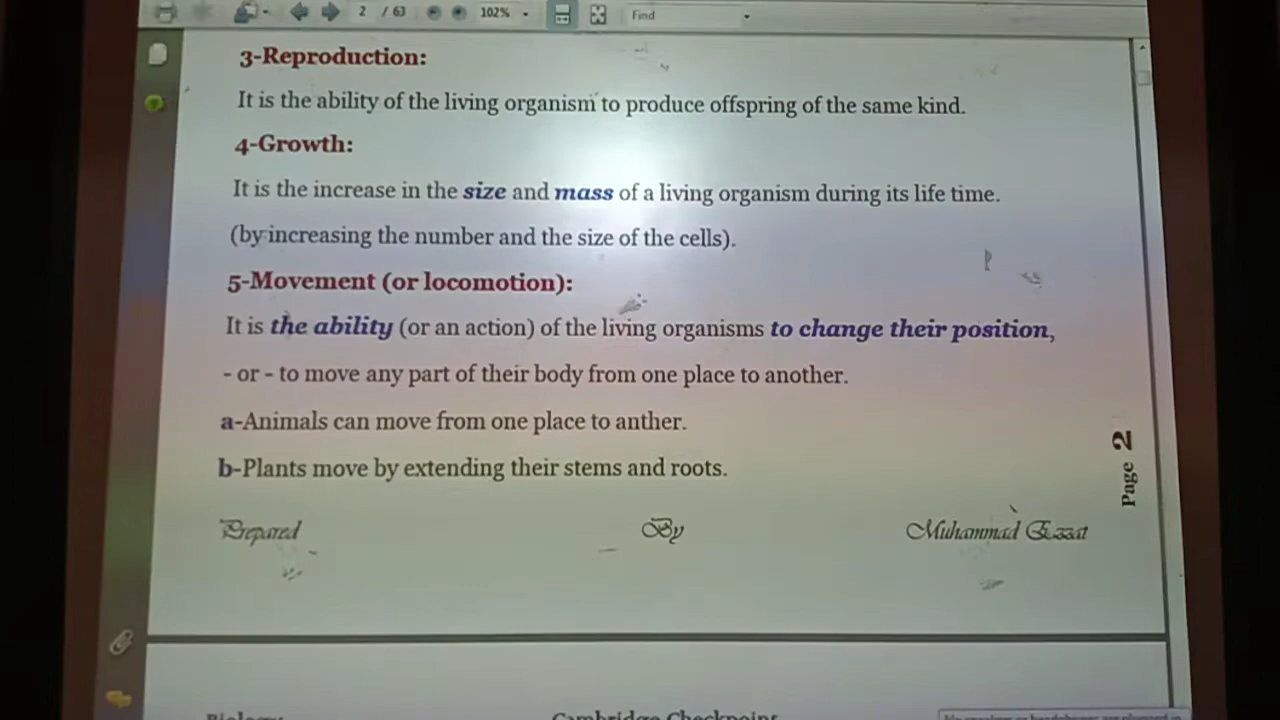 2 / 63 102% Find
3-Reproduction:
It is the ability of the living organism to produce offspring of the same kind.
4-Growth:
It is the increase in the size and mass of a living organism during its life time.
(by increasing the number and the size of the cells).
5-Movement (or locomotion):
It is the ability (or an action) of the living organisms to change their position,
- or - to move any part of their body from one place to another.
a-Animals can move from one place to anther.
b-Plants move by extending their stems and roots.
Page 2
Prepared By Muhammad Ezzat
Biology Cambridge Checkpoint